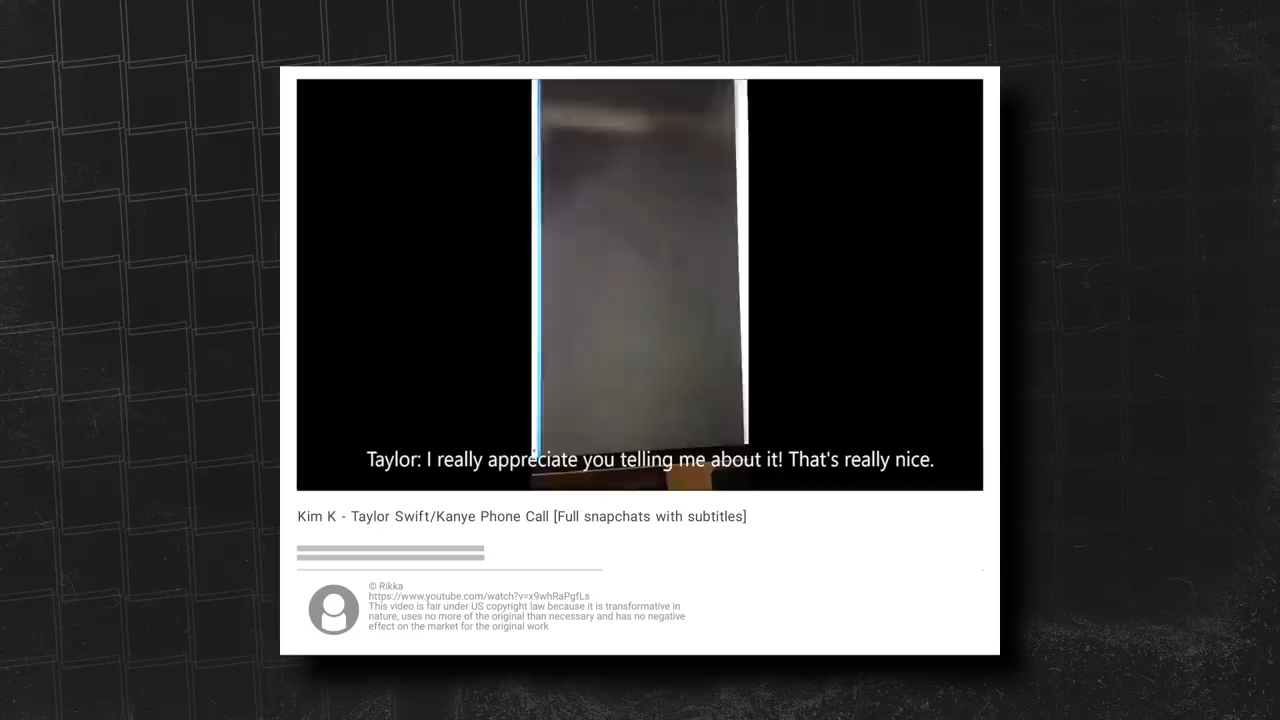 Taylor: I really appreciate you telling me about it! That's really nice.
Kim K - Taylor Swift/Kanye Phone Call [Full snapchats with subtitles]
© Rikka
https://www.youtube.com/watch?v=x9whRaPgfLs
This video is fair under US copyright law because it is transformative in
nature, uses no more of the original than necessary and has no negative
effect on the market for the original work